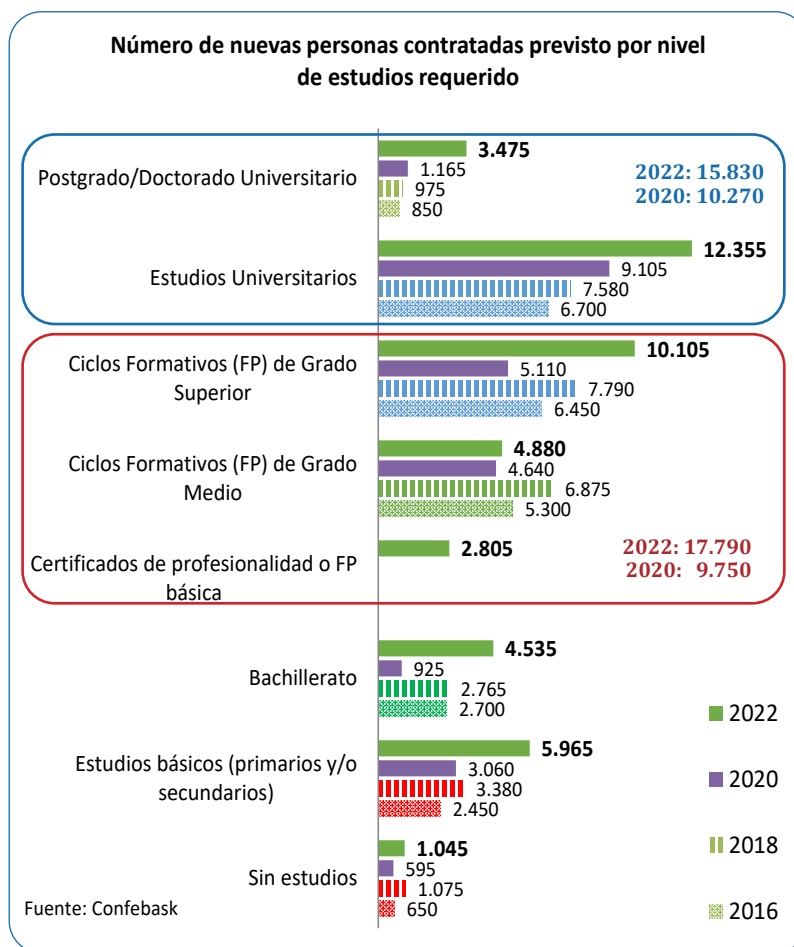 Número de nuevas personas contratadas previsto por nivel
de estudios requerido
Postgrado/Doctorado Universitario
3.475
1.165
975
850
2022: 15.830
2020: 10.270
Estudios Universitarios
12.355
9.105
7.580
6.700
Ciclos Formativos (FP) de Grado
Superior
10.105
5.110
7.790
6.450
Ciclos Formativos (FP) de Grado
Medio
4.880
4.640
6.875
5.300
Certificados de profesionalidad o FP
básica
2.805
2022: 17.790
2020: 9.750
Bachillerato
4.535
925
2.765
2.700
Estudios básicos (primarios y/o
secundarios)
5.965
3.060
3.380
2.450
Sin estudios
1.045
595
1.075
650
2022
2020
2018
2016
Fuente: Confebask